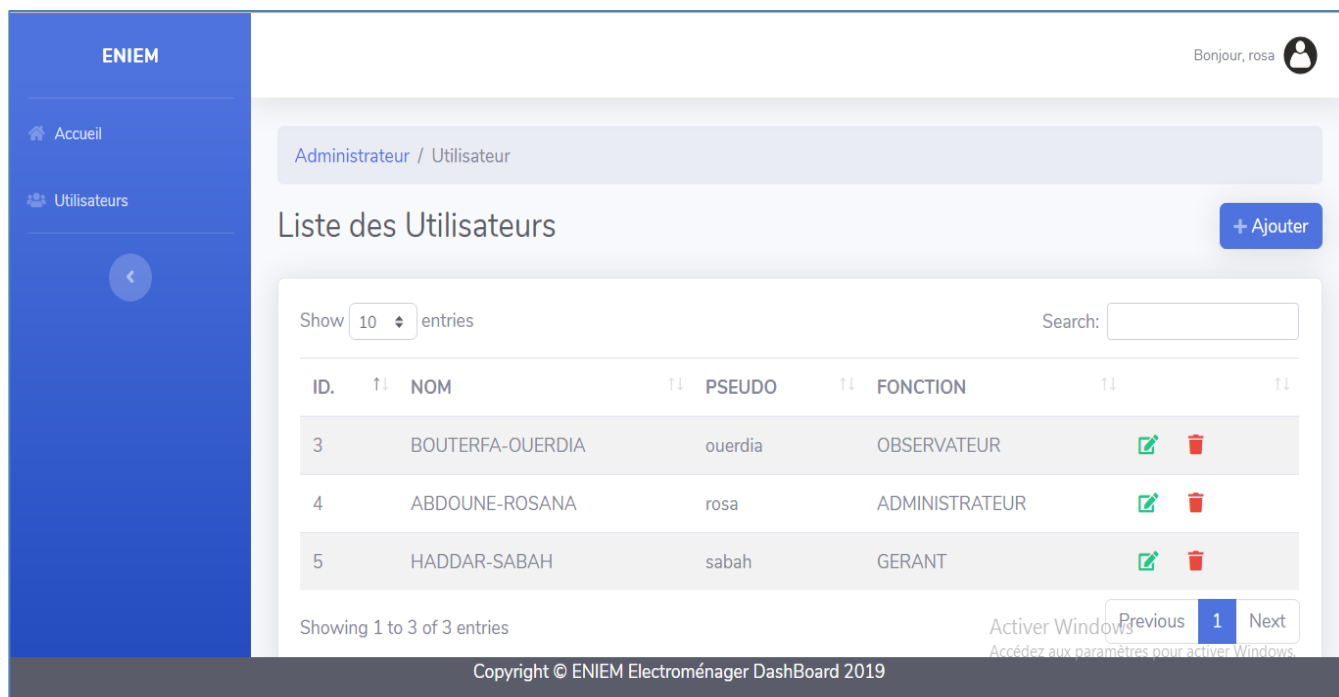 ENIEM
Bonjour, rosa
Accueil
Utilisateurs
Administrateur / Utilisateur
Liste des Utilisateurs
+ Ajouter
Show 10 entries
Search:
ID. NOM PSEUDO FONCTION
3 BOUTERFA-OUERDIA ouerdia OBSERVATEUR
4 ABDOUNE-ROSANA rosa ADMINISTRATEUR
5 HADDAR-SABAH sabah GERANT
Showing 1 to 3 of 3 entries
Previous 1 Next
Activer Windows
Accédez aux paramètres pour activer Windows.
Copyright © ENIEM Electroménager DashBoard 2019